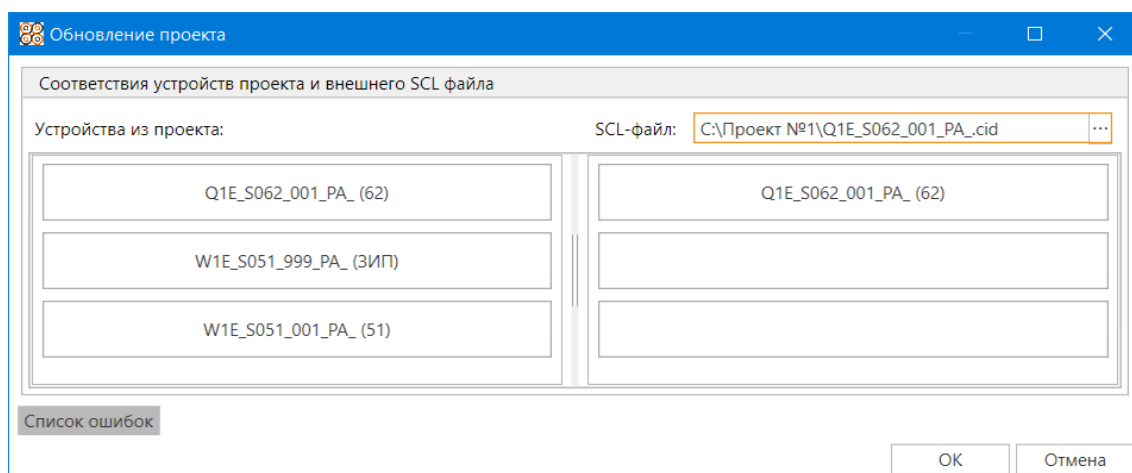 Обновление проекта
Соответствия устройств проекта и внешнего SCL файла
Устройства из проекта: SCL-файл: C:\Проект №1\Q1E_S062_001_PA_.cid ...
Q1E_S062_001_PA_ (62) Q1E_S062_001_PA_ (62)
W1E_S051_999_PA_ (ЗИП)
W1E_S051_001_PA_ (51)
Список ошибок
ОК Отмена